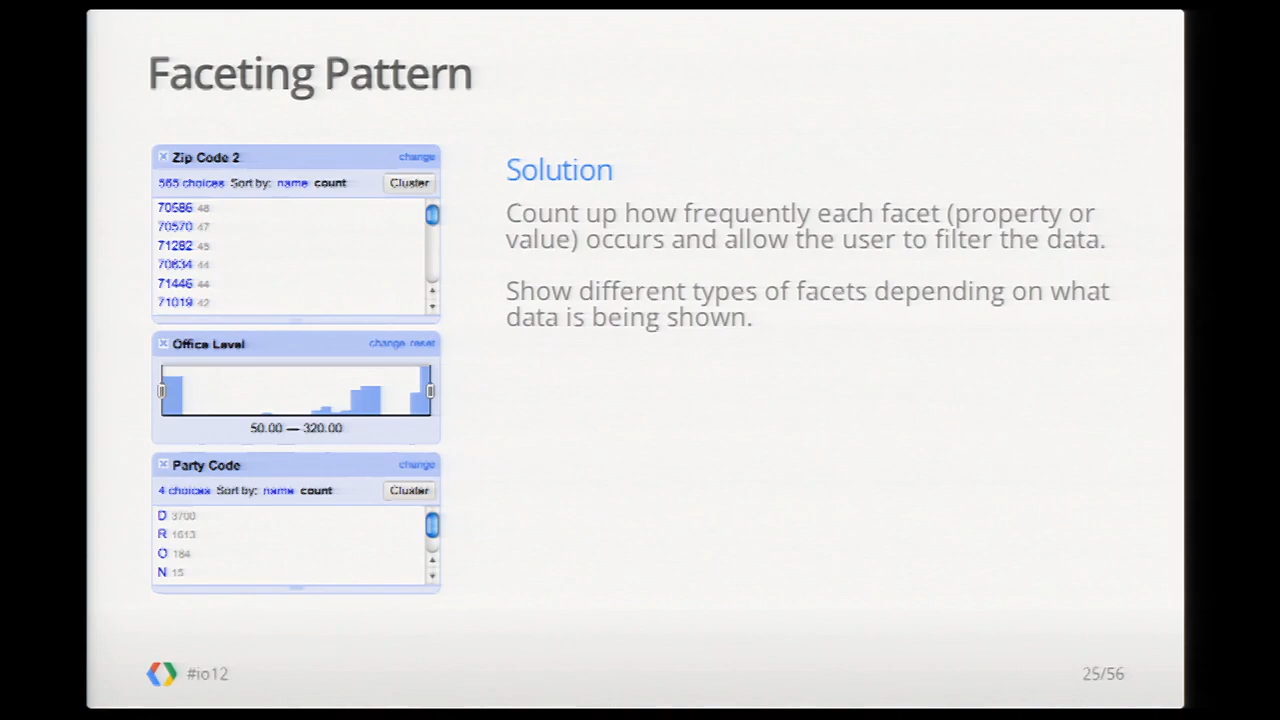 Faceting Pattern
Zip Code 2 change
565 choices Sort by: name count Cluster
70586 48
70570 47
71282 45
70634 44
71446 44
71019 42
Office Level change reset
50.00 — 320.00
Party Code change
4 choices Sort by: name count Cluster
D 3700
R 1613
O 184
N 15
Solution
Count up how frequently each facet (property or
value) occurs and allow the user to filter the data.
Show different types of facets depending on what
data is being shown.
#io12
25/56